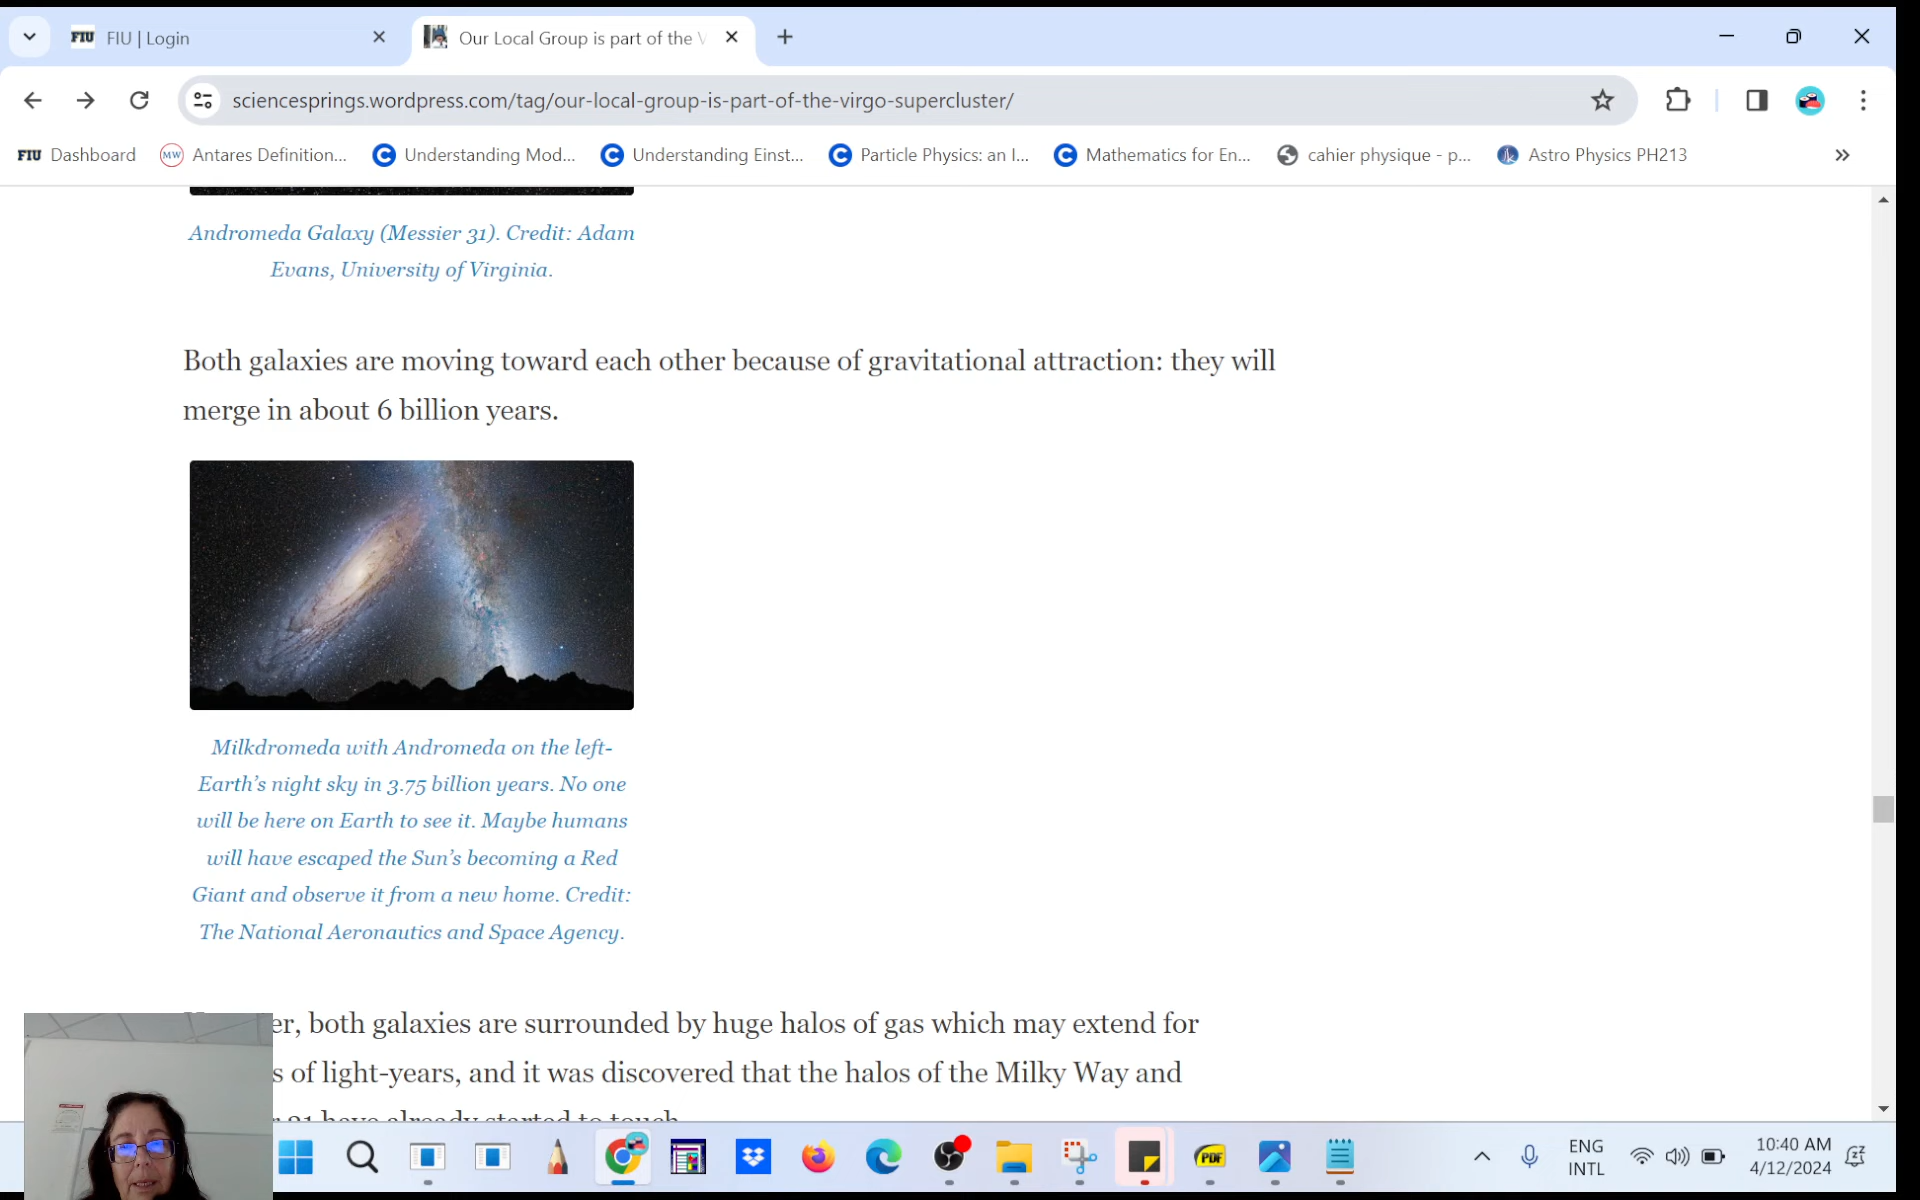 FIU FIU | Login
Our Local Group is part of the V
sciencesprings.wordpress.com/tag/our-local-group-is-part-of-the-virgo-supercluster/
FIU Dashboard MW Antares Definition... C Understanding Mod... C Understanding Einst... C Particle Physics: an I... C Mathematics for En... cahier physique - p... Astro Physics PH213
Andromeda Galaxy (Messier 31). Credit: Adam
Evans, University of Virginia.
Both galaxies are moving toward each other because of gravitational attraction: they will
merge in about 6 billion years.
Milkdromeda with Andromeda on the left-
Earth's night sky in 3.75 billion years. No one
will be here on Earth to see it. Maybe humans
will have escaped the Sun's becoming a Red
Giant and observe it from a new home. Credit:
The National Aeronautics and Space Agency.
er, both galaxies are surrounded by huge halos of gas which may extend for
s of light-years, and it was discovered that the halos of the Milky Way and
31 have already started to touch
PDF
ENG
INTL
10:40 AM
4/12/2024